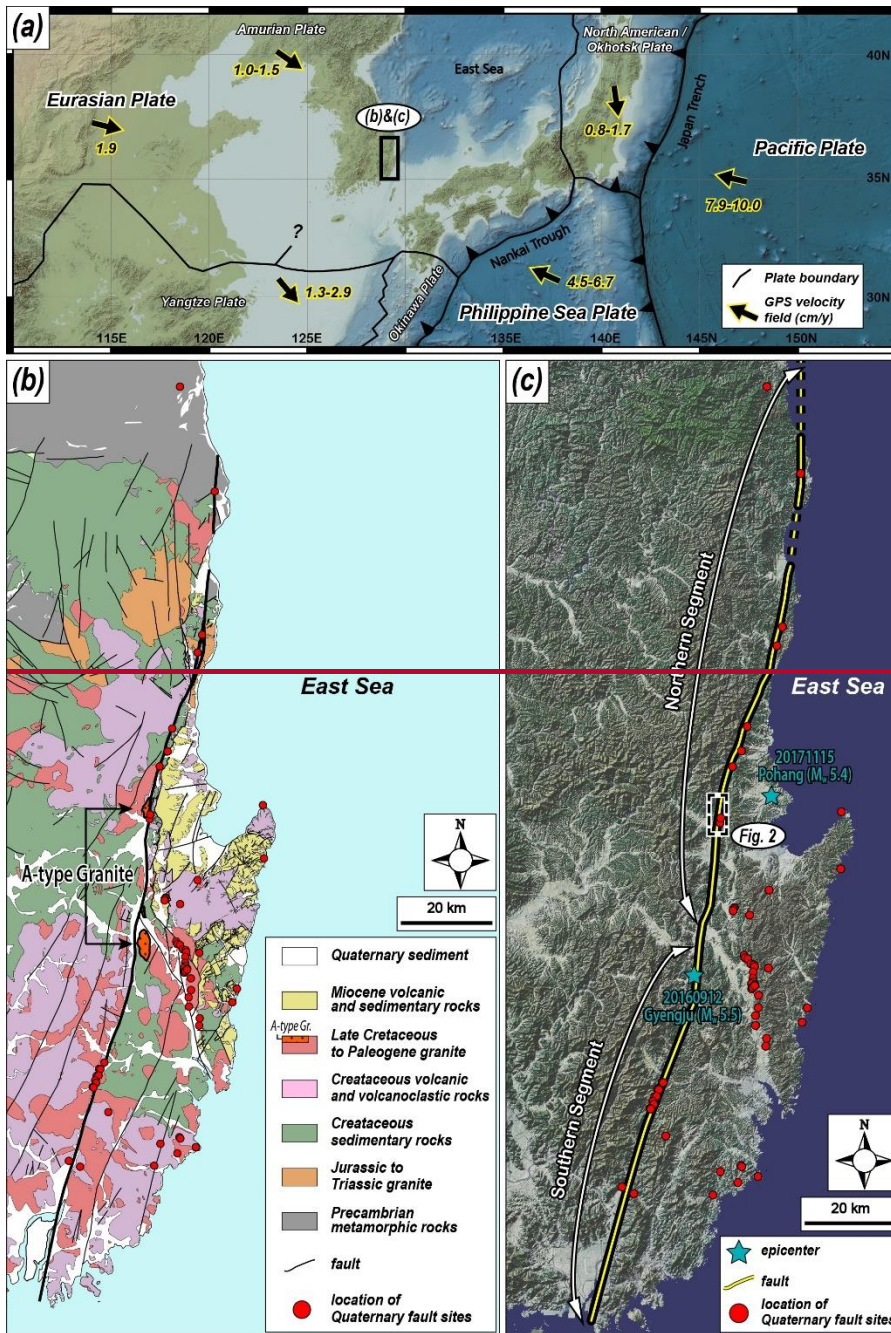 (a)
Amurian Plate
1.0-1.5
Eurasian Plate
1.9
East Sea
(b)&(c)
North American /
Okhotsk Plate
0.8-1.7
Japan Trench
Pacific Plate
7.9-10.0
40N
35N
30N
?
Yangtze Plate
1.3-2.9
Okinawa Plate
Nankai Trough
4.5-6.7
Philippine Sea Plate
Plate boundary
GPS velocity
field (cm/y)
115E
120E
125E
130E
135E
140E
145E
150E
(b)
East Sea
A-type Granite
N
20 km
Quaternary sediment
Miocene volcanic
and sedimentary rocks
A-type Gr.
Late Cretaceous
to Paleogene granite
Creataceous volcanic
and volcanoclastic rocks
Creataceous
sedimentary rocks
Jurassic to
Triassic granite
Precambrian
metamorphic rocks
fault
location of
Quaternary fault sites
(c)
Northern Segment
East Sea
20171115
Pohang (Mw 5.4)
Fig. 2
20160912
Gyengju (Mw 5.5)
Southern Segment
N
20 km
epicenter
fault
location of
Quaternary fault sites